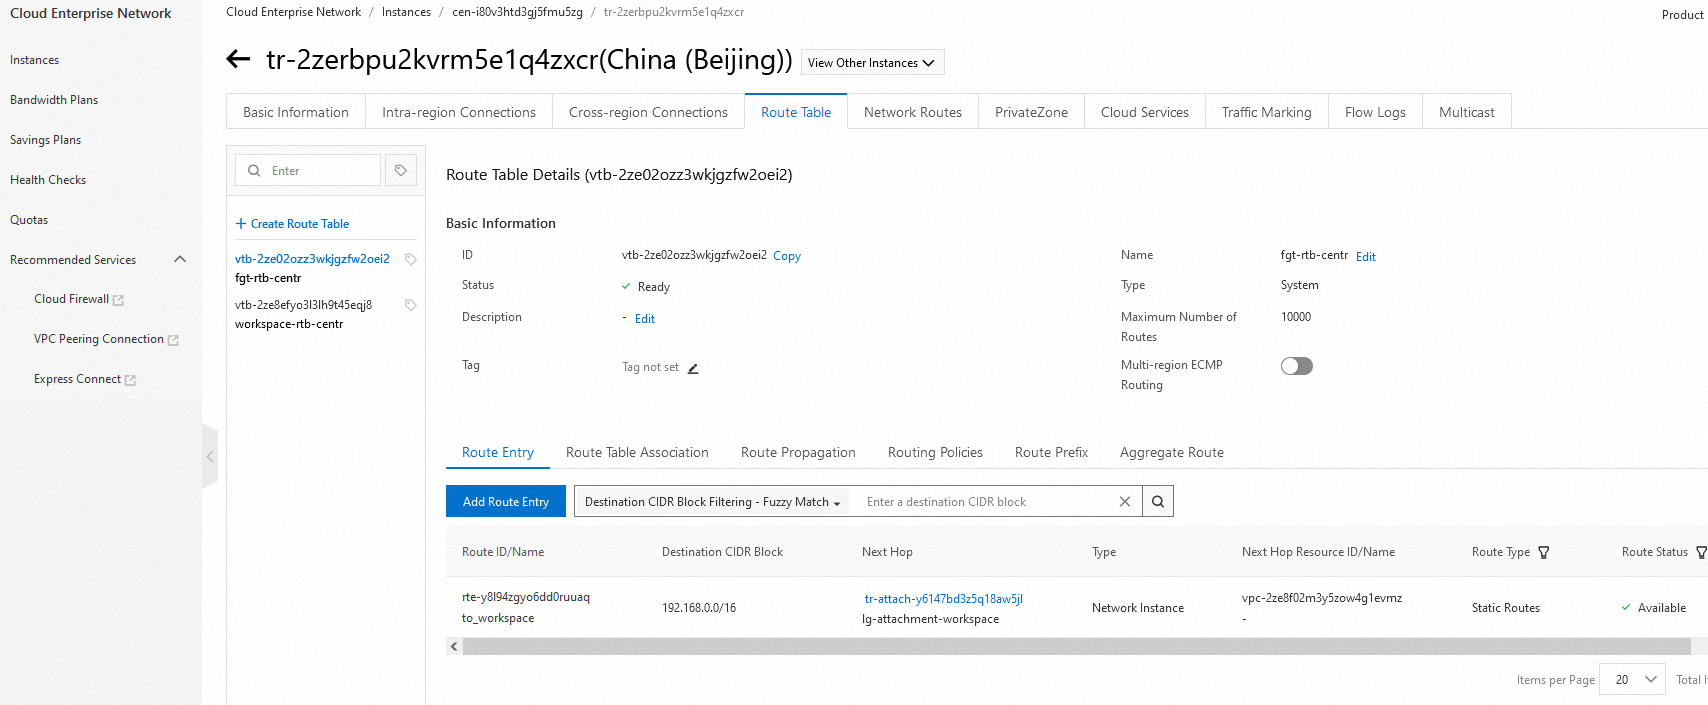 Cloud Enterprise Network
Instances
Bandwidth Plans
Savings Plans
Health Checks
Quotas
Recommended Services
Cloud Firewall
VPC Peering Connection
Express Connect
Cloud Enterprise Network / Instances / cen-i80v3htd3gj5fmu5zg / tr-2zerbpu2kvrm5e1q4zxcr
Product
tr-2zerbpu2kvrm5e1q4zxcr(China (Beijing))
View Other Instances
Basic Information
Intra-region Connections
Cross-region Connections
Route Table
Network Routes
PrivateZone
Cloud Services
Traffic Marking
Flow Logs
Multicast
Enter
+ Create Route Table
vtb-2ze02ozz3wkjgzfw2oei2
fgt-rtb-centr
vtb-2ze8efyo3l3lh9t45eqj8
workspace-rtb-centr
Route Table Details (vtb-2ze02ozz3wkjgzfw2oei2)
Basic Information
ID vtb-2ze02ozz3wkjgzfw2oei2 Copy
Name fgt-rtb-centr Edit
Status Ready
Type System
Description - Edit
Maximum Number of Routes 10000
Tag Tag not set
Multi-region ECMP Routing
Route Entry
Route Table Association
Route Propagation
Routing Policies
Route Prefix
Aggregate Route
Add Route Entry
Destination CIDR Block Filtering - Fuzzy Match
Enter a destination CIDR block
Route ID/Name Destination CIDR Block Next Hop Type Next Hop Resource ID/Name Route Type Route Status
rte-y8l94zgyo6dd0ruuaq
to_workspace
192.168.0.0/16
tr-attach-y6147bd3z5q18aw5jl
lg-attachment-workspace
Network Instance
vpc-2ze8f02m3y5zow4g1evmz
-
Static Routes
Available
Items per Page 20 Total